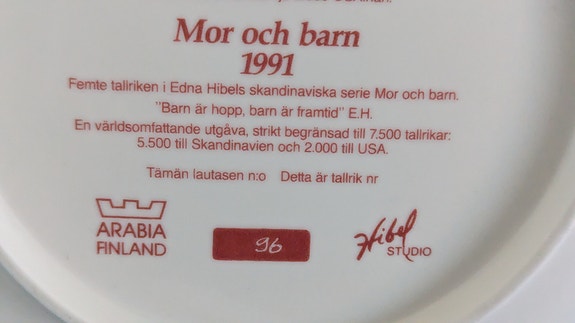 Mor och barn
1991
Femte tallriken i Edna Hibels skandinaviska serie Mor och barn.
"Barn är hopp, barn är framtid" E.H.
En världsomfattande utgåva, strikt begränsad till 7.500 tallrikar:
5.500 till Skandinavien och 2.000 till USA.
Tämän lautasen n:o Detta är tallrik nr
ARABIA
FINLAND
96
Hibel
STUDIO